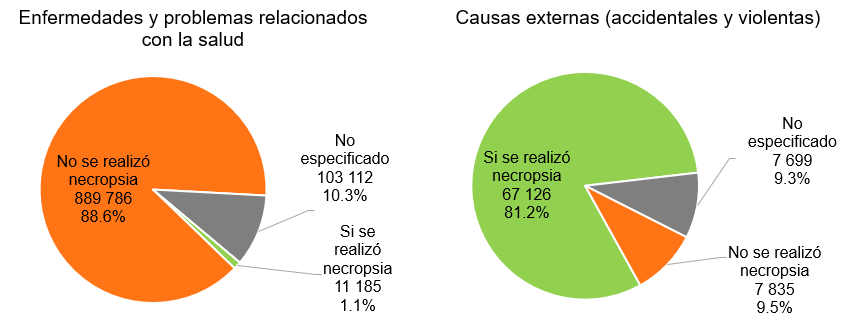 Enfermedades y problemas relacionados
con la salud
No se realizó
necropsia
889 786
88.6%
No
especificado
103 112
10.3%
Si se
realizó
necropsia
11 185
1.1%
Causas externas (accidentales y violentas)
Si se realizó
necropsia
67 126
81.2%
No
especificado
7 699
9.3%
No se realizó
necropsia
7 835
9.5%